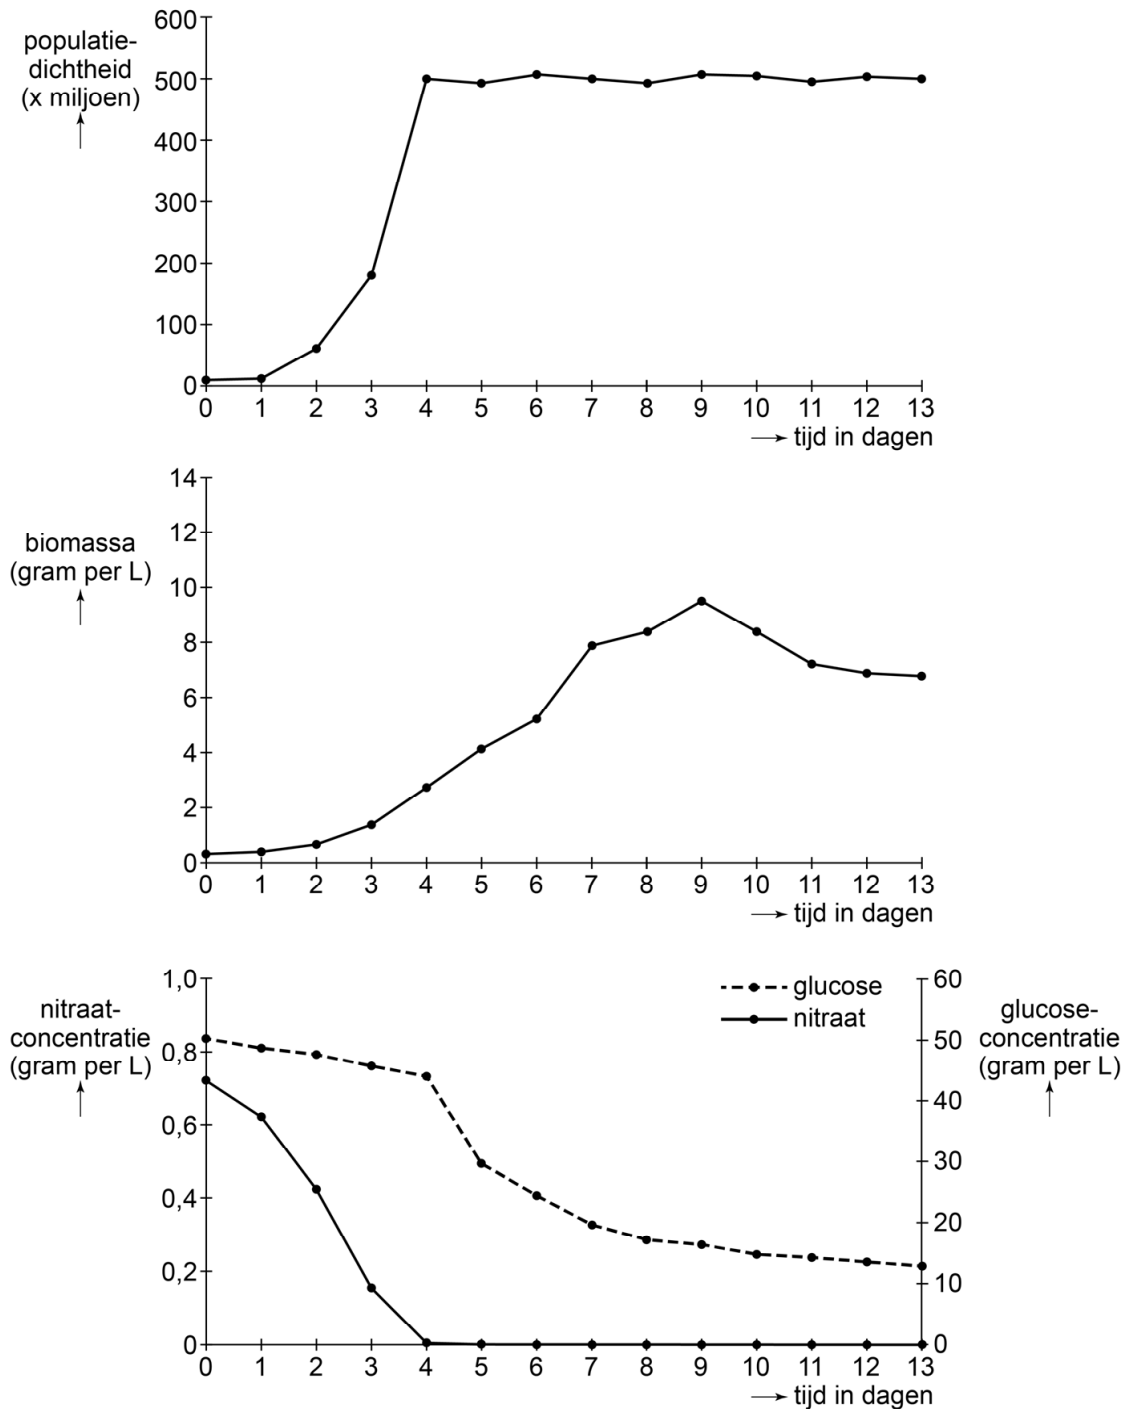 populatie-
dichtheid
(x miljoen)
600
500
400
300
200
100
0
0 1 2 3 4 5 6 7 8 9 10 11 12 13
tijd in dagen
biomassa
(gram per L)
14
12
10
8
6
4
2
0
0 1 2 3 4 5 6 7 8 9 10 11 12 13
tijd in dagen
nitraat-
concentratie
(gram per L)
1,0
0,8
0,6
0,4
0,2
0
glucose
nitraat
60
50
40
30
20
10
0
glucose-
concentratie
(gram per L)
0 1 2 3 4 5 6 7 8 9 10 11 12 13
tijd in dagen